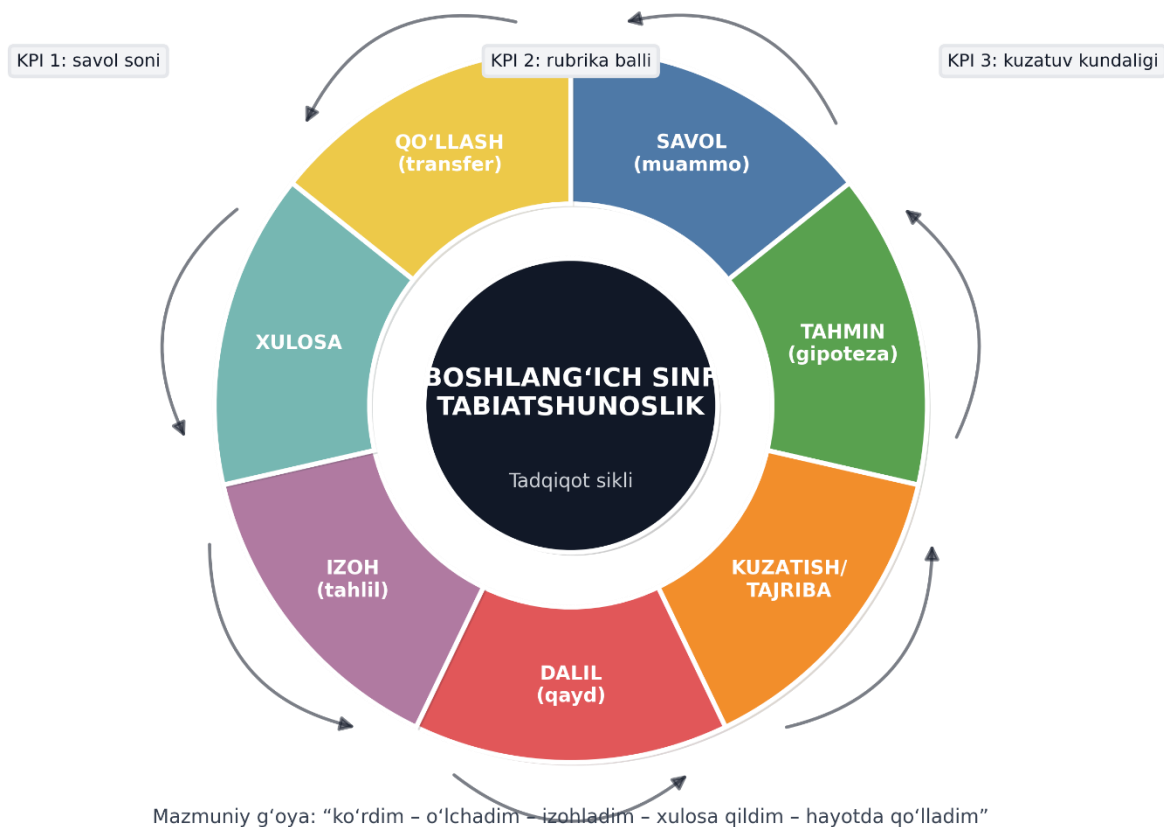 KPI 1: savol soni
KPI 2: rubrika balli
KPI 3: kuzatuv kundaligi
QO‘LLASH
(transfer)
SAVOL
(muammo)
XULOSA
TAHMIN
(gipoteza)
BOSHLANG‘ICH SINF
TABIATSHUNOSLIK
Tadqiqot sikli
IZOH
(tahlil)
KUZATISH/
TAJRIBA
DALIL
(qayd)
Mazmuniy g‘oya: “ko‘rdim – o‘lchadim – izohladim – xulosa qildim – hayotda qo‘lladim”